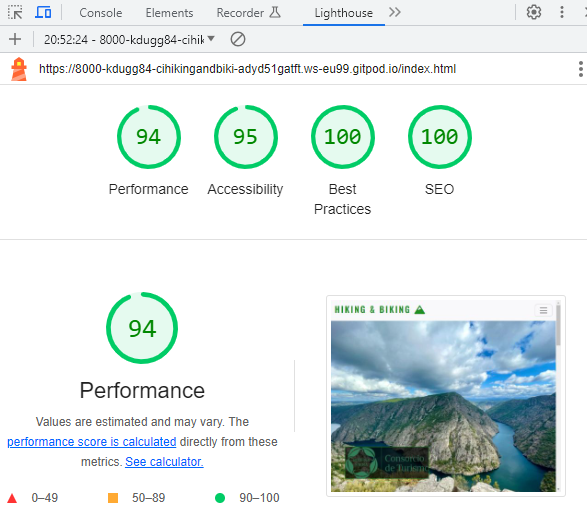 Console Elements Recorder Lighthouse
20:52:24 - 8000-kdugg84-cihik
https://8000-kdugg84-cihikingandbiki-adyd51gatft.ws-eu99.gitpod.io/index.html
94 95 100 100
Performance Accessibility Best Practices SEO
94
HIKING & BIKING
Performance
Values are estimated and may vary. The
performance score is calculated directly from these
metrics. See calculator.
Consorcio
de Turismo
0–49 50–89 90–100